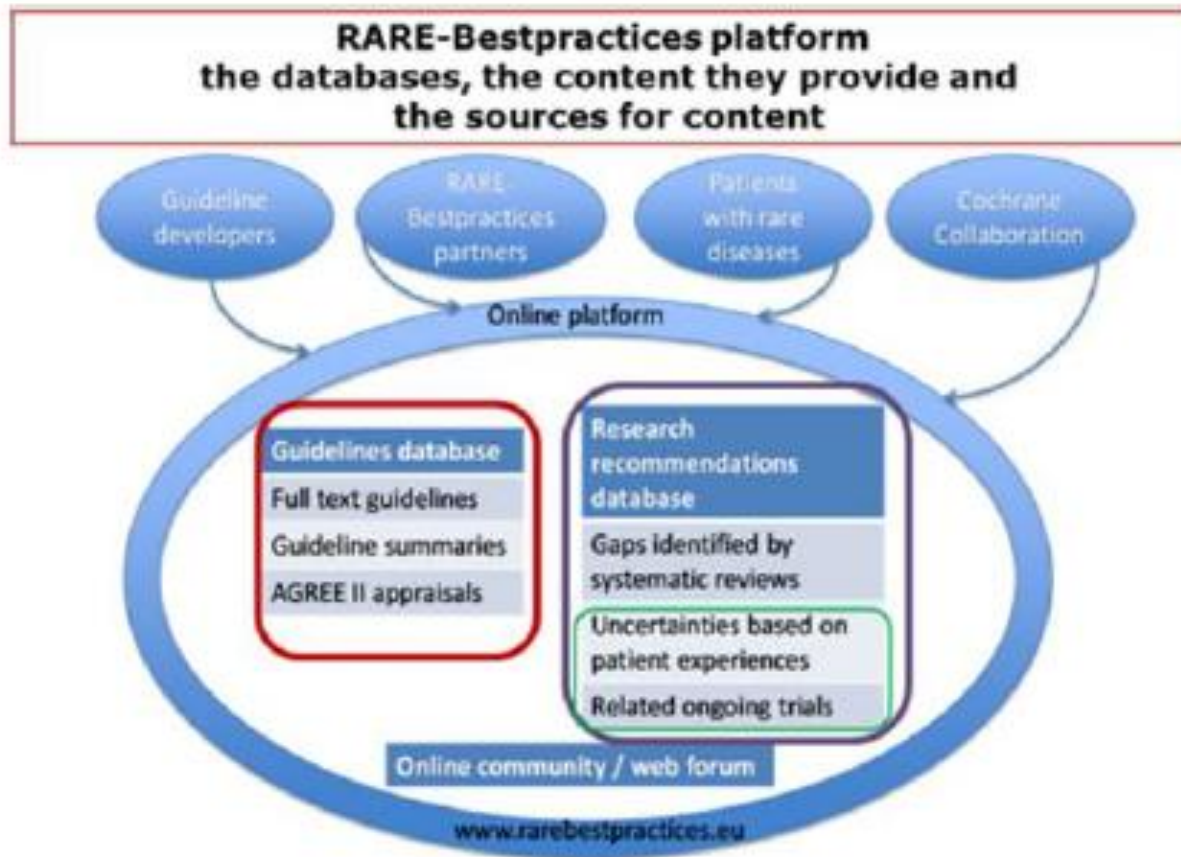 RARE-Bestpractices platform
the databases, the content they provide and
the sources for content
Guideline
developers
RARE
Bestpractices
partners
Patients
with rare
diseases
Cochrane
Collaboration
Online platform
Guidelines database
Full text guidelines
Guideline summaries
AGREE II appraisals
Research
recommendations
database
Gaps identified by
systematic reviews
Uncertainties based on
patient experiences
Related ongoing trials
Online community / web forum
www.rarebestpractices.eu